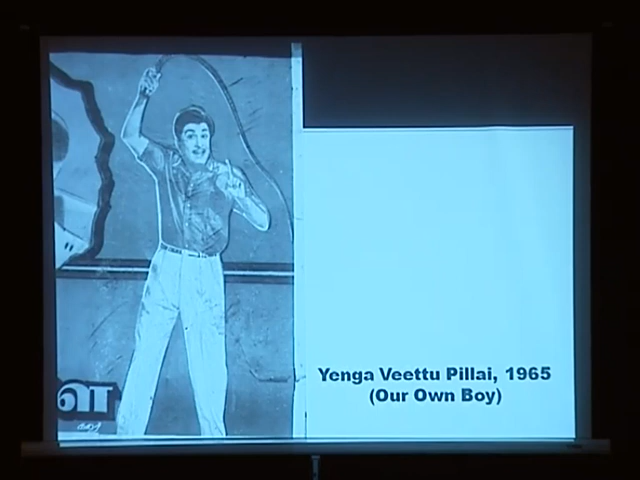 ன
Yenga Veettu Pillai, 1965
(Our Own Boy)